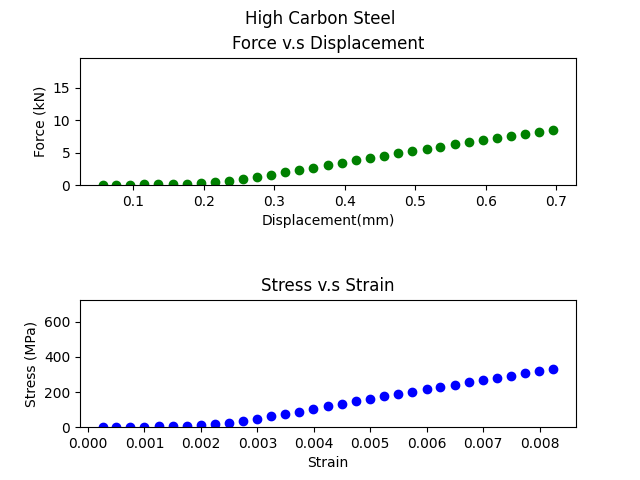 High Carbon Steel
Force v.s Displacement
Force (kN)
15
10
5
0
0.1 0.2 0.3 0.4 0.5 0.6 0.7
Displacement(mm)
Stress v.s Strain
Stress (MPa)
600
400
200
0
0.000 0.001 0.002 0.003 0.004 0.005 0.006 0.007 0.008
Strain